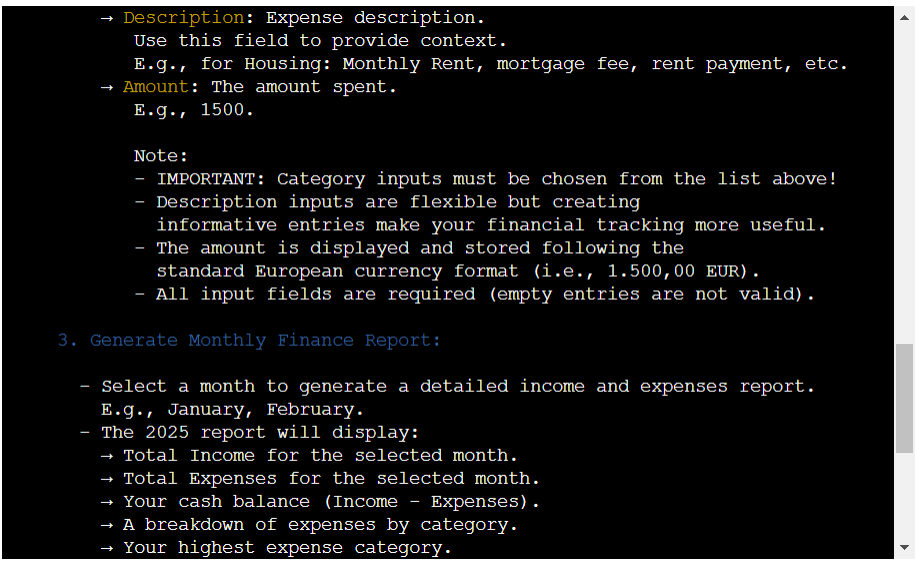 → Description: Expense description.
Use this field to provide context.
E.g., for Housing: Monthly Rent, mortgage fee, rent payment, etc.
→ Amount: The amount spent.
E.g., 1500.
Note:
- IMPORTANT: Category inputs must be chosen from the list above!
- Description inputs are flexible but creating
informative entries make your financial tracking more useful.
- The amount is displayed and stored following the
standard European currency format (i.e., 1.500,00 EUR).
- All input fields are required (empty entries are not valid).
3. Generate Monthly Finance Report:
- Select a month to generate a detailed income and expenses report.
E.g., January, February.
- The 2025 report will display:
→ Total Income for the selected month.
→ Total Expenses for the selected month.
→ Your cash balance (Income - Expenses).
→ A breakdown of expenses by category.
→ Your highest expense category.